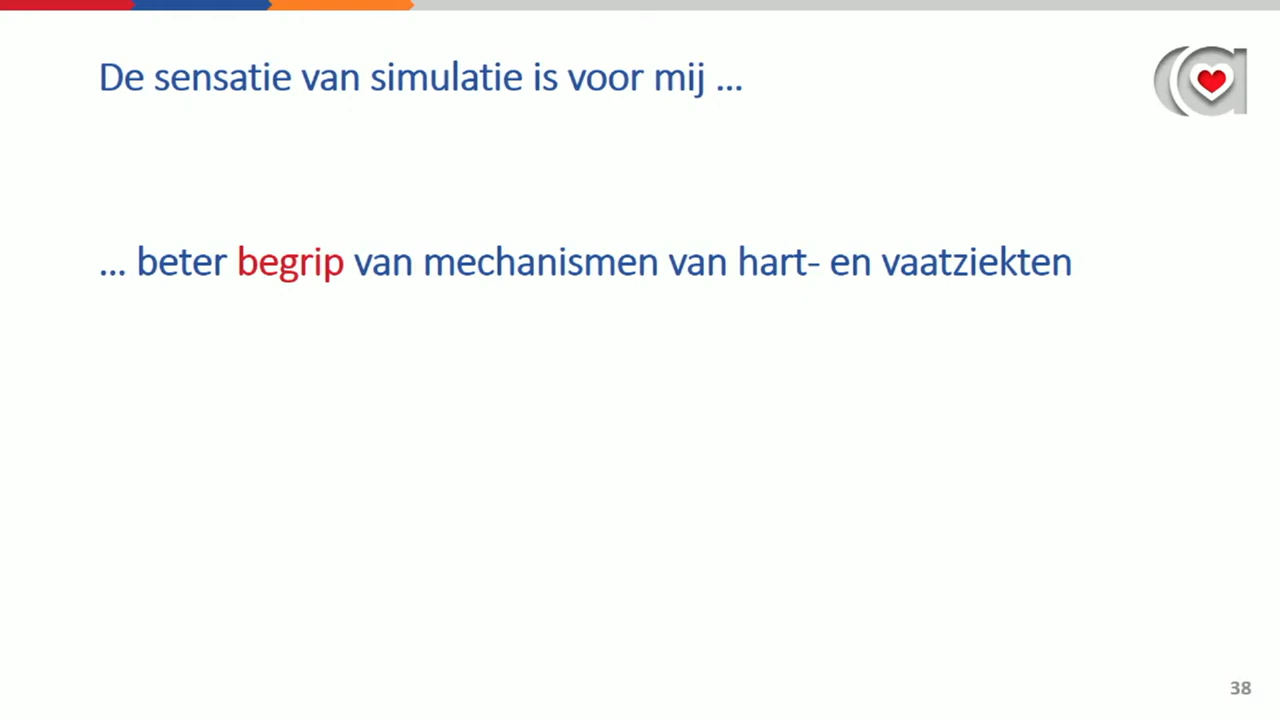 De sensatie van simulatie is voor mij ...
... beter begrip van mechanismen van hart- en vaatziekten
38